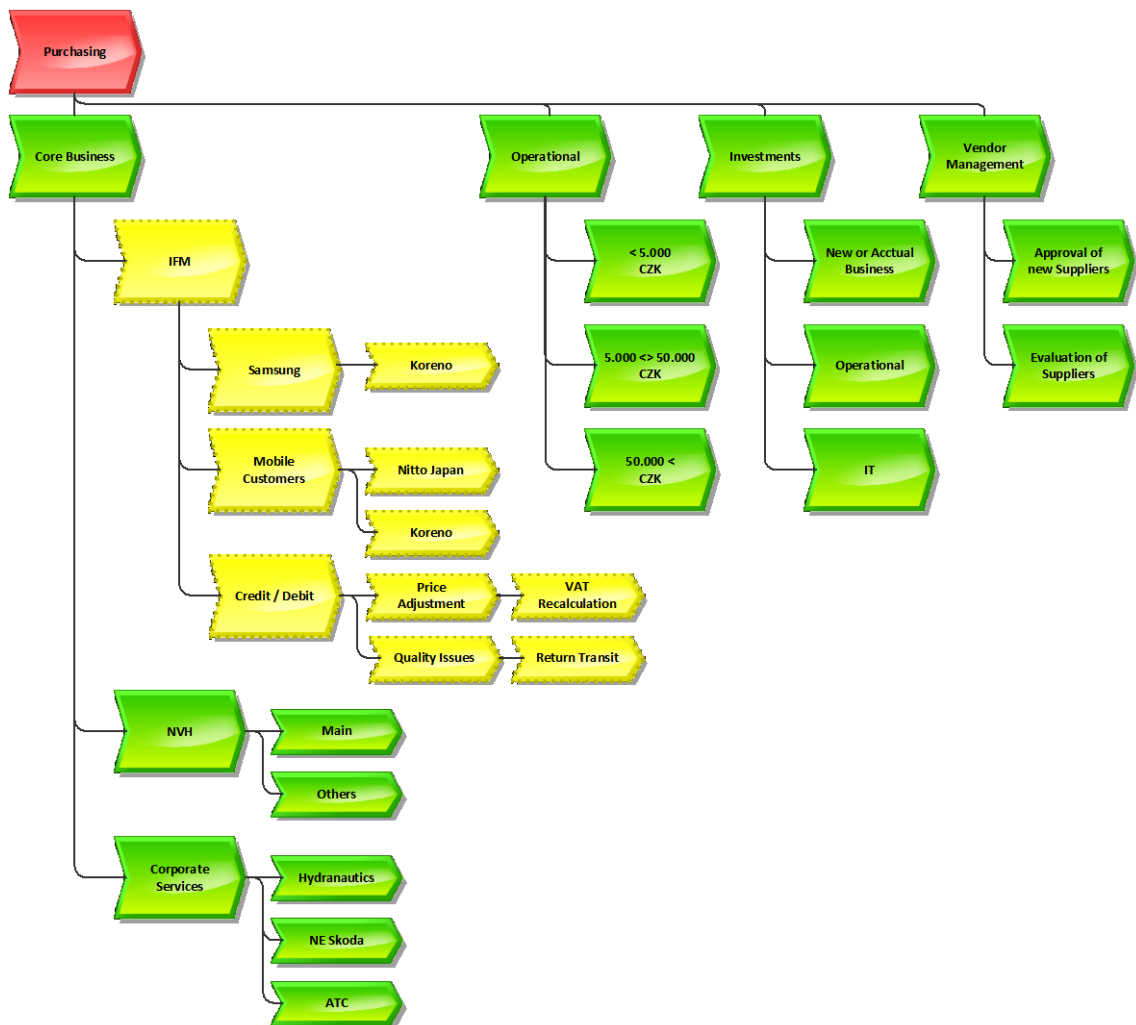 Purchasing
Core Business
Operational
Investments
Vendor
Management
IFM
< 5.000
CZK
New or Acctual
Business
Approval of
new Suppliers
Samsung
Koreno
5.000 <> 50.000
CZK
Operational
Evaluation of
Suppliers
Mobile
Customers
Nitto Japan
Koreno
50.000 <
CZK
IT
Credit / Debit
Price
Adjustment
VAT
Recalculation
Quality Issues
Return Transit
NVH
Main
Others
Corporate
Services
Hydranautics
NE Skoda
ATC